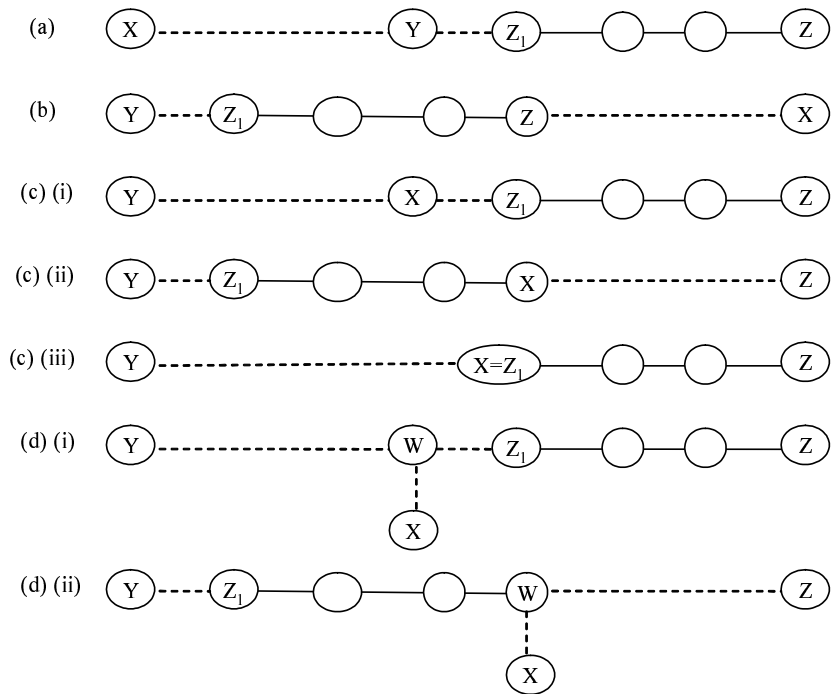 (a) X Y Z₁ Z
(b) Y Z₁ Z X
(c) (i) Y X Z₁ Z
(c) (ii) Y Z₁ X Z
(c) (iii) Y X=Z₁ Z
(d) (i) Y W Z₁ Z
X
(d) (ii) Y Z₁ W Z
X